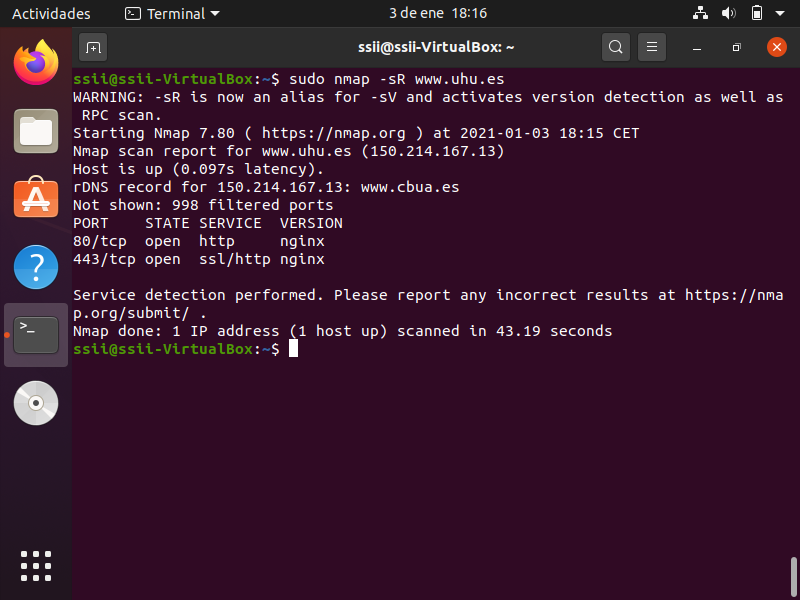 Actividades Terminal 3 de ene 18:16
ssii@ssii-VirtualBox: ~
ssii@ssii-VirtualBox:~$ sudo nmap -sR www.uhu.es
WARNING: -sR is now an alias for -sV and activates version detection as well as
 RPC scan.
Starting Nmap 7.80 ( https://nmap.org ) at 2021-01-03 18:15 CET
Nmap scan report for www.uhu.es (150.214.167.13)
Host is up (0.097s latency).
rDNS record for 150.214.167.13: www.cbua.es
Not shown: 998 filtered ports
PORT    STATE SERVICE  VERSION
80/tcp  open  http     nginx
443/tcp open  ssl/http nginx

Service detection performed. Please report any incorrect results at https://nma
p.org/submit/ .
Nmap done: 1 IP address (1 host up) scanned in 43.19 seconds
ssii@ssii-VirtualBox:~$